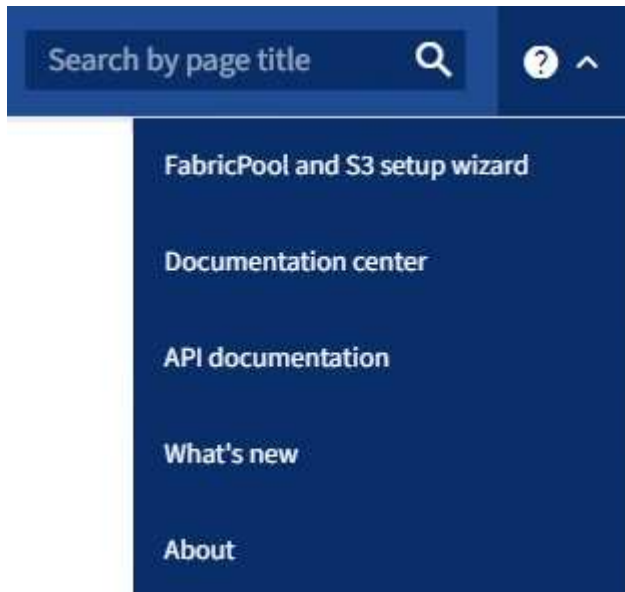 Search by page title
FabricPool and S3 setup wizard
Documentation center
API documentation
What's new
About